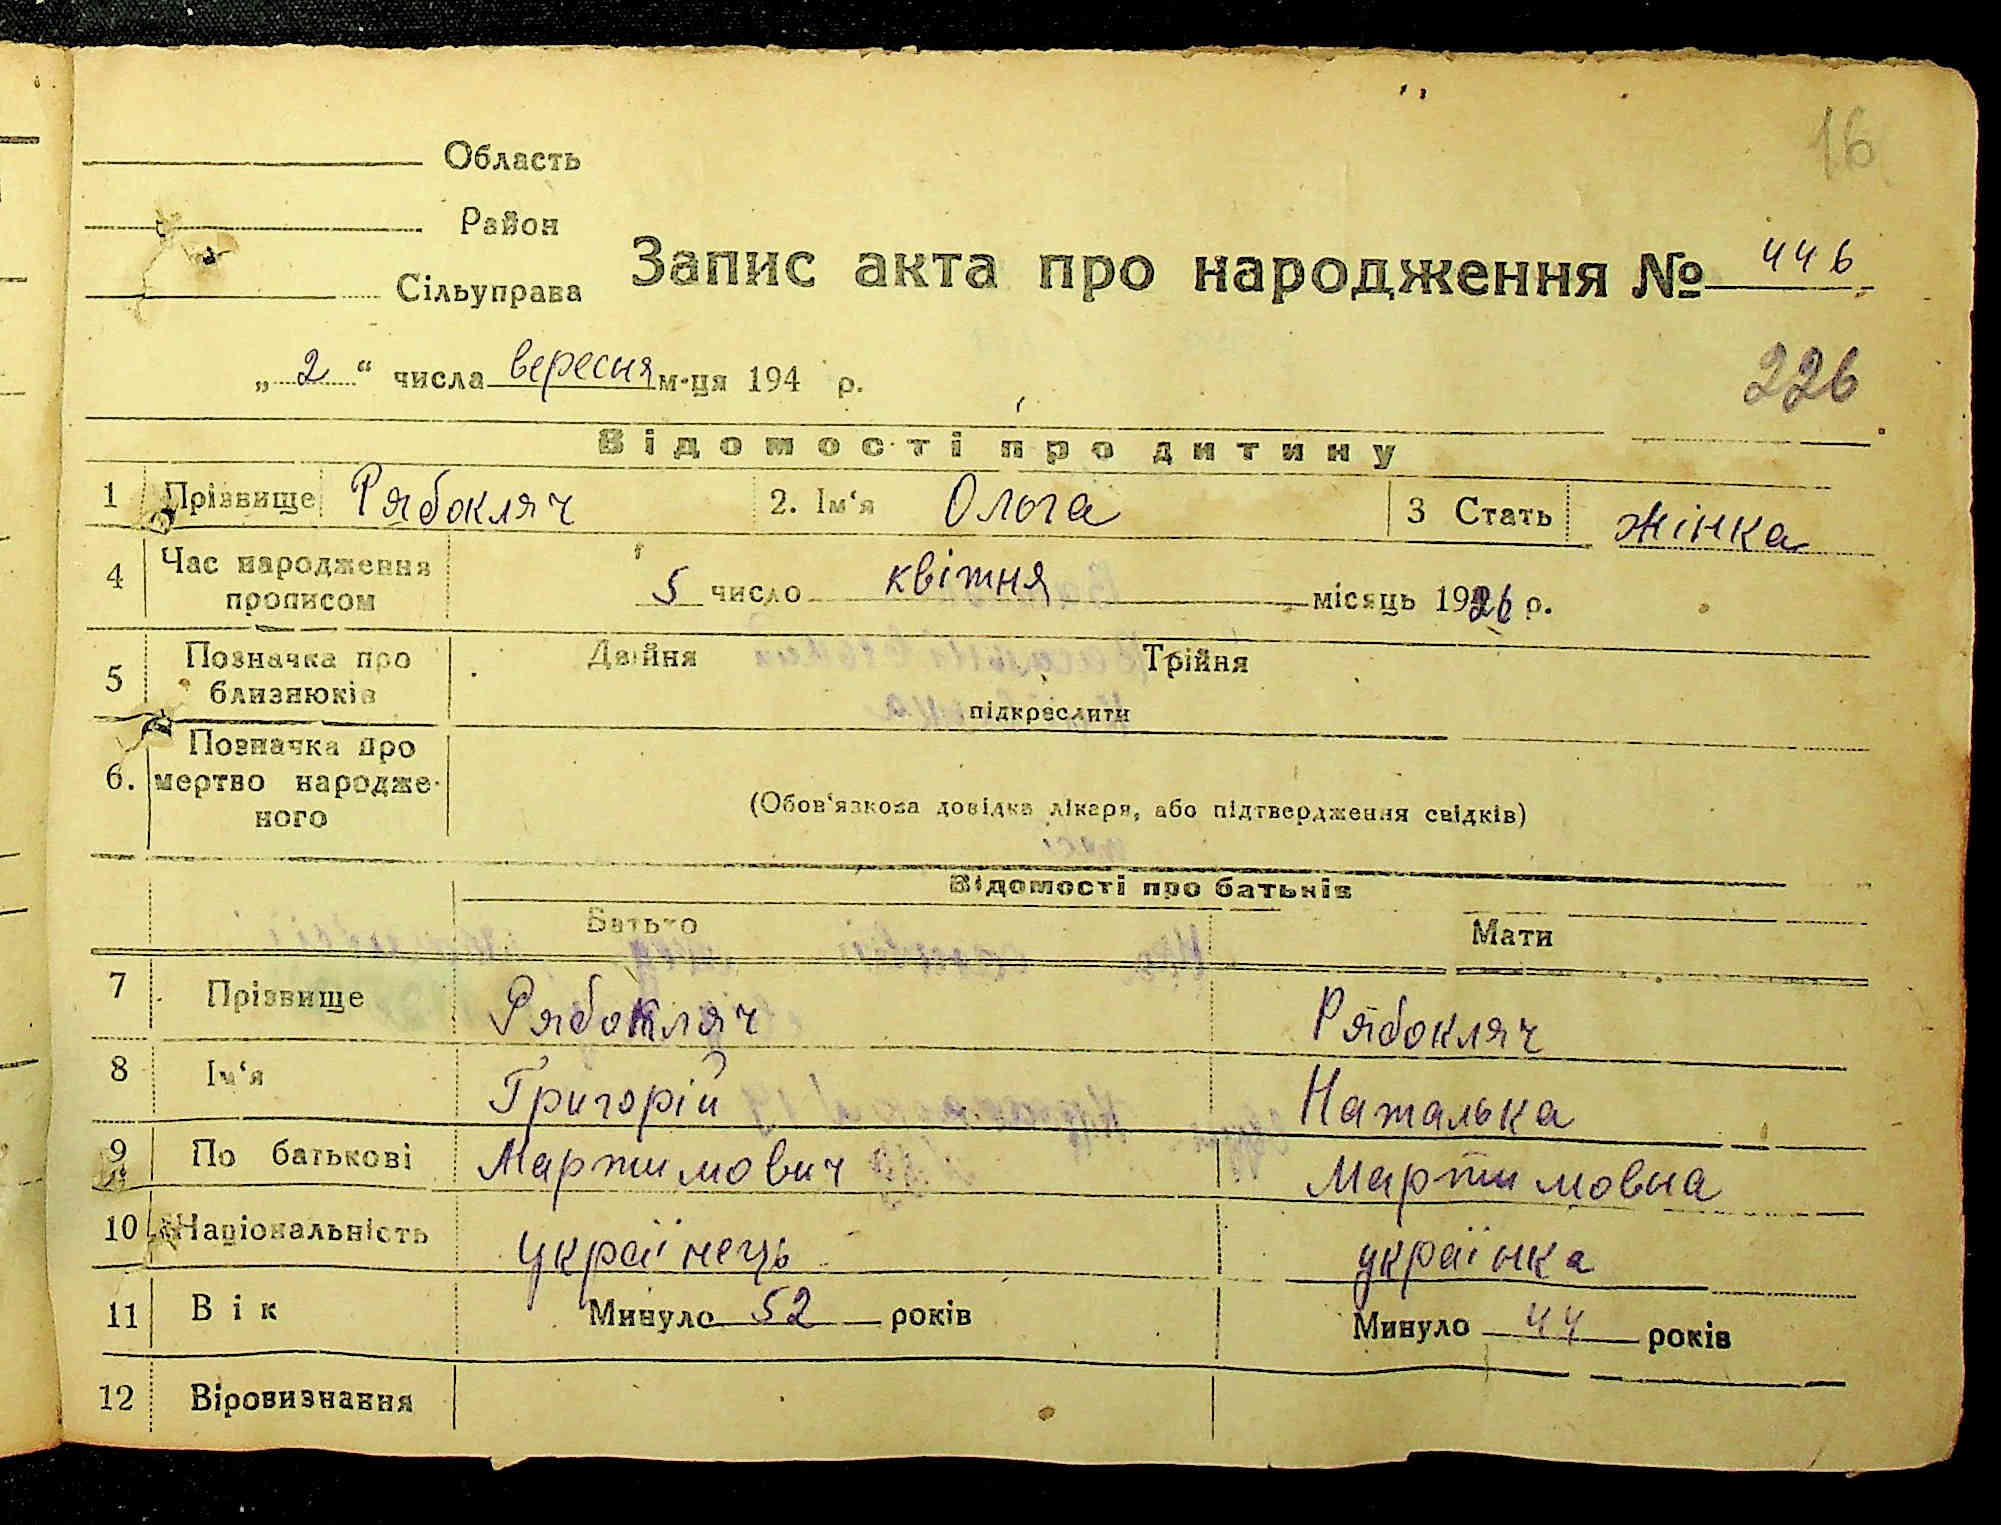 16
Область
Район
Сільуправа
Запис акта про народження № 446
„2“ числа вересня м-ця 194 р.
226
Відомості про дитину
1 Прізвище Рябокляч 2. Ім‘я Ольга 3 Стать жінка
4 Час народження прописом 5 число квітня місяць 1926 р.
5 Позначка про близнюків Двійня Трійня
підкреслити
6. Позначка про мертво народженого
(Обов‘язкова довідка лікаря, або підтвердження свідків)
Відомості про батьків
Батько Мати
7 Прізвище Рябокляч Рябокляч
8 Ім‘я Григорій Наталька
9 По батькові Мартимович Мартимовна
10 Національність українець українка
11 Вік Минуло 52 років Минуло 44 років
12 Віровизнання